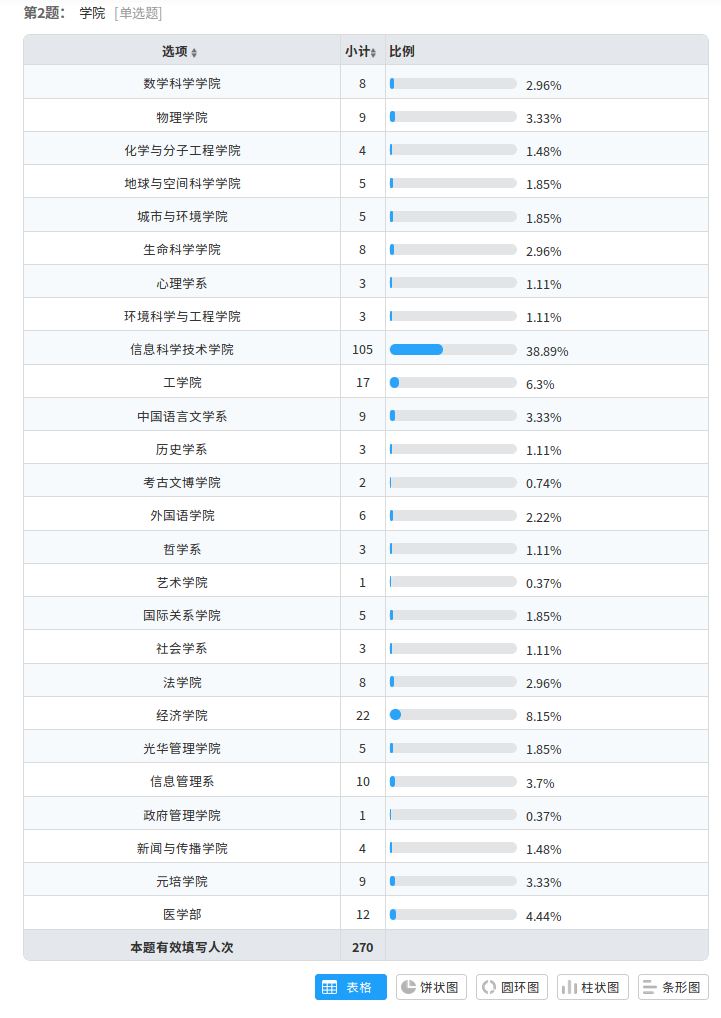 第2题： 学院 [单选题]
选项 小计 比例
数学科学学院 8 2.96%
物理学院 9 3.33%
化学与分子工程学院 4 1.48%
地球与空间科学学院 5 1.85%
城市与环境学院 5 1.85%
生命科学学院 8 2.96%
心理学系 3 1.11%
环境科学与工程学院 3 1.11%
信息科学技术学院 105 38.89%
工学院 17 6.3%
中国语言文学系 9 3.33%
历史学系 3 1.11%
考古文博学院 2 0.74%
外国语学院 6 2.22%
哲学系 3 1.11%
艺术学院 1 0.37%
国际关系学院 5 1.85%
社会学系 3 1.11%
法学院 8 2.96%
经济学院 22 8.15%
光华管理学院 5 1.85%
信息管理系 10 3.7%
政府管理学院 1 0.37%
新闻与传播学院 4 1.48%
元培学院 9 3.33%
医学部 12 4.44%
本题有效填写人次 270
表格 饼状图 圆环图 柱状图 条形图